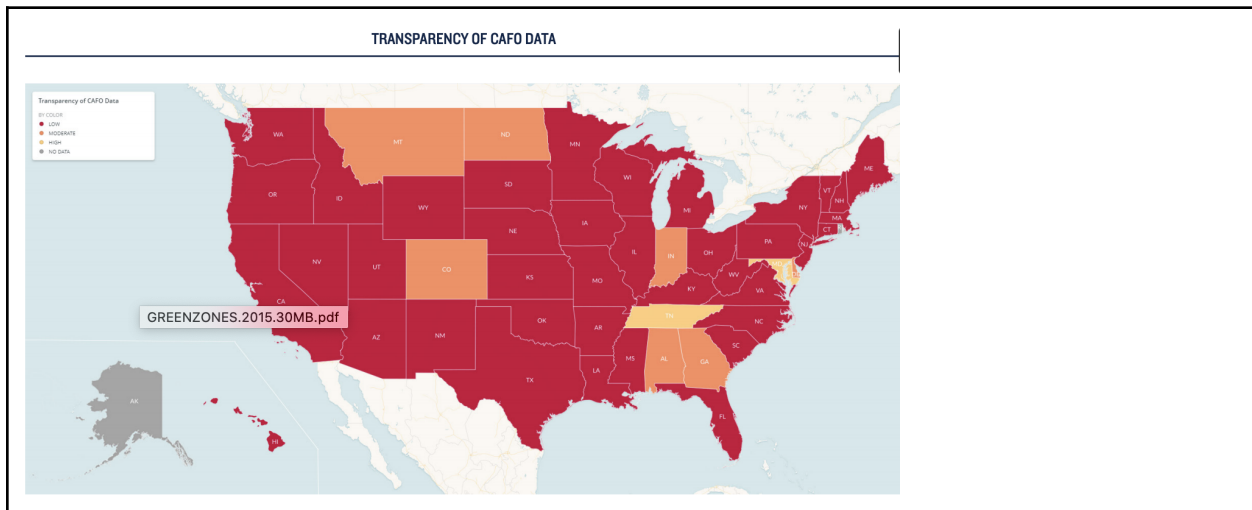 TRANSPARENCY OF CAFO DATA
Transparency of CAFO Data
BY COLOR
LOW
MODERATE
HIGH
NO DATA
WA
MT
ND
MN
ME
OR
ID
WY
SD
WI
MI
NY
VT
NH
MA
CT
NV
UT
CO
NE
KS
IA
IL
IN
OH
PA
NJ
MD
WV
VA
KY
MO
CA
GREENZONES.2015.30MB.pdf
AZ
NM
OK
AR
TN
NC
SC
MS
AL
GA
LA
TX
FL
AK
HI